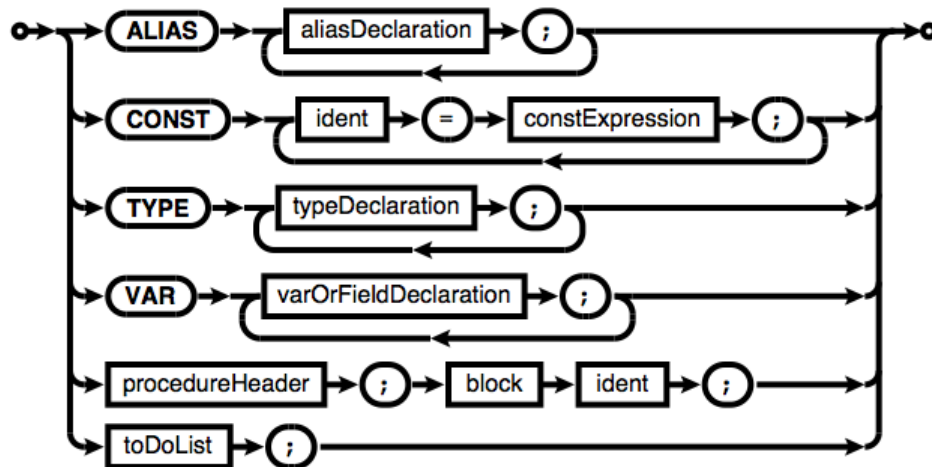 ALIAS aliasDeclaration ;
CONST ident = constExpression ;
TYPE typeDeclaration ;
VAR varOrFieldDeclaration ;
procedureHeader ; block ident ;
toDoList ;